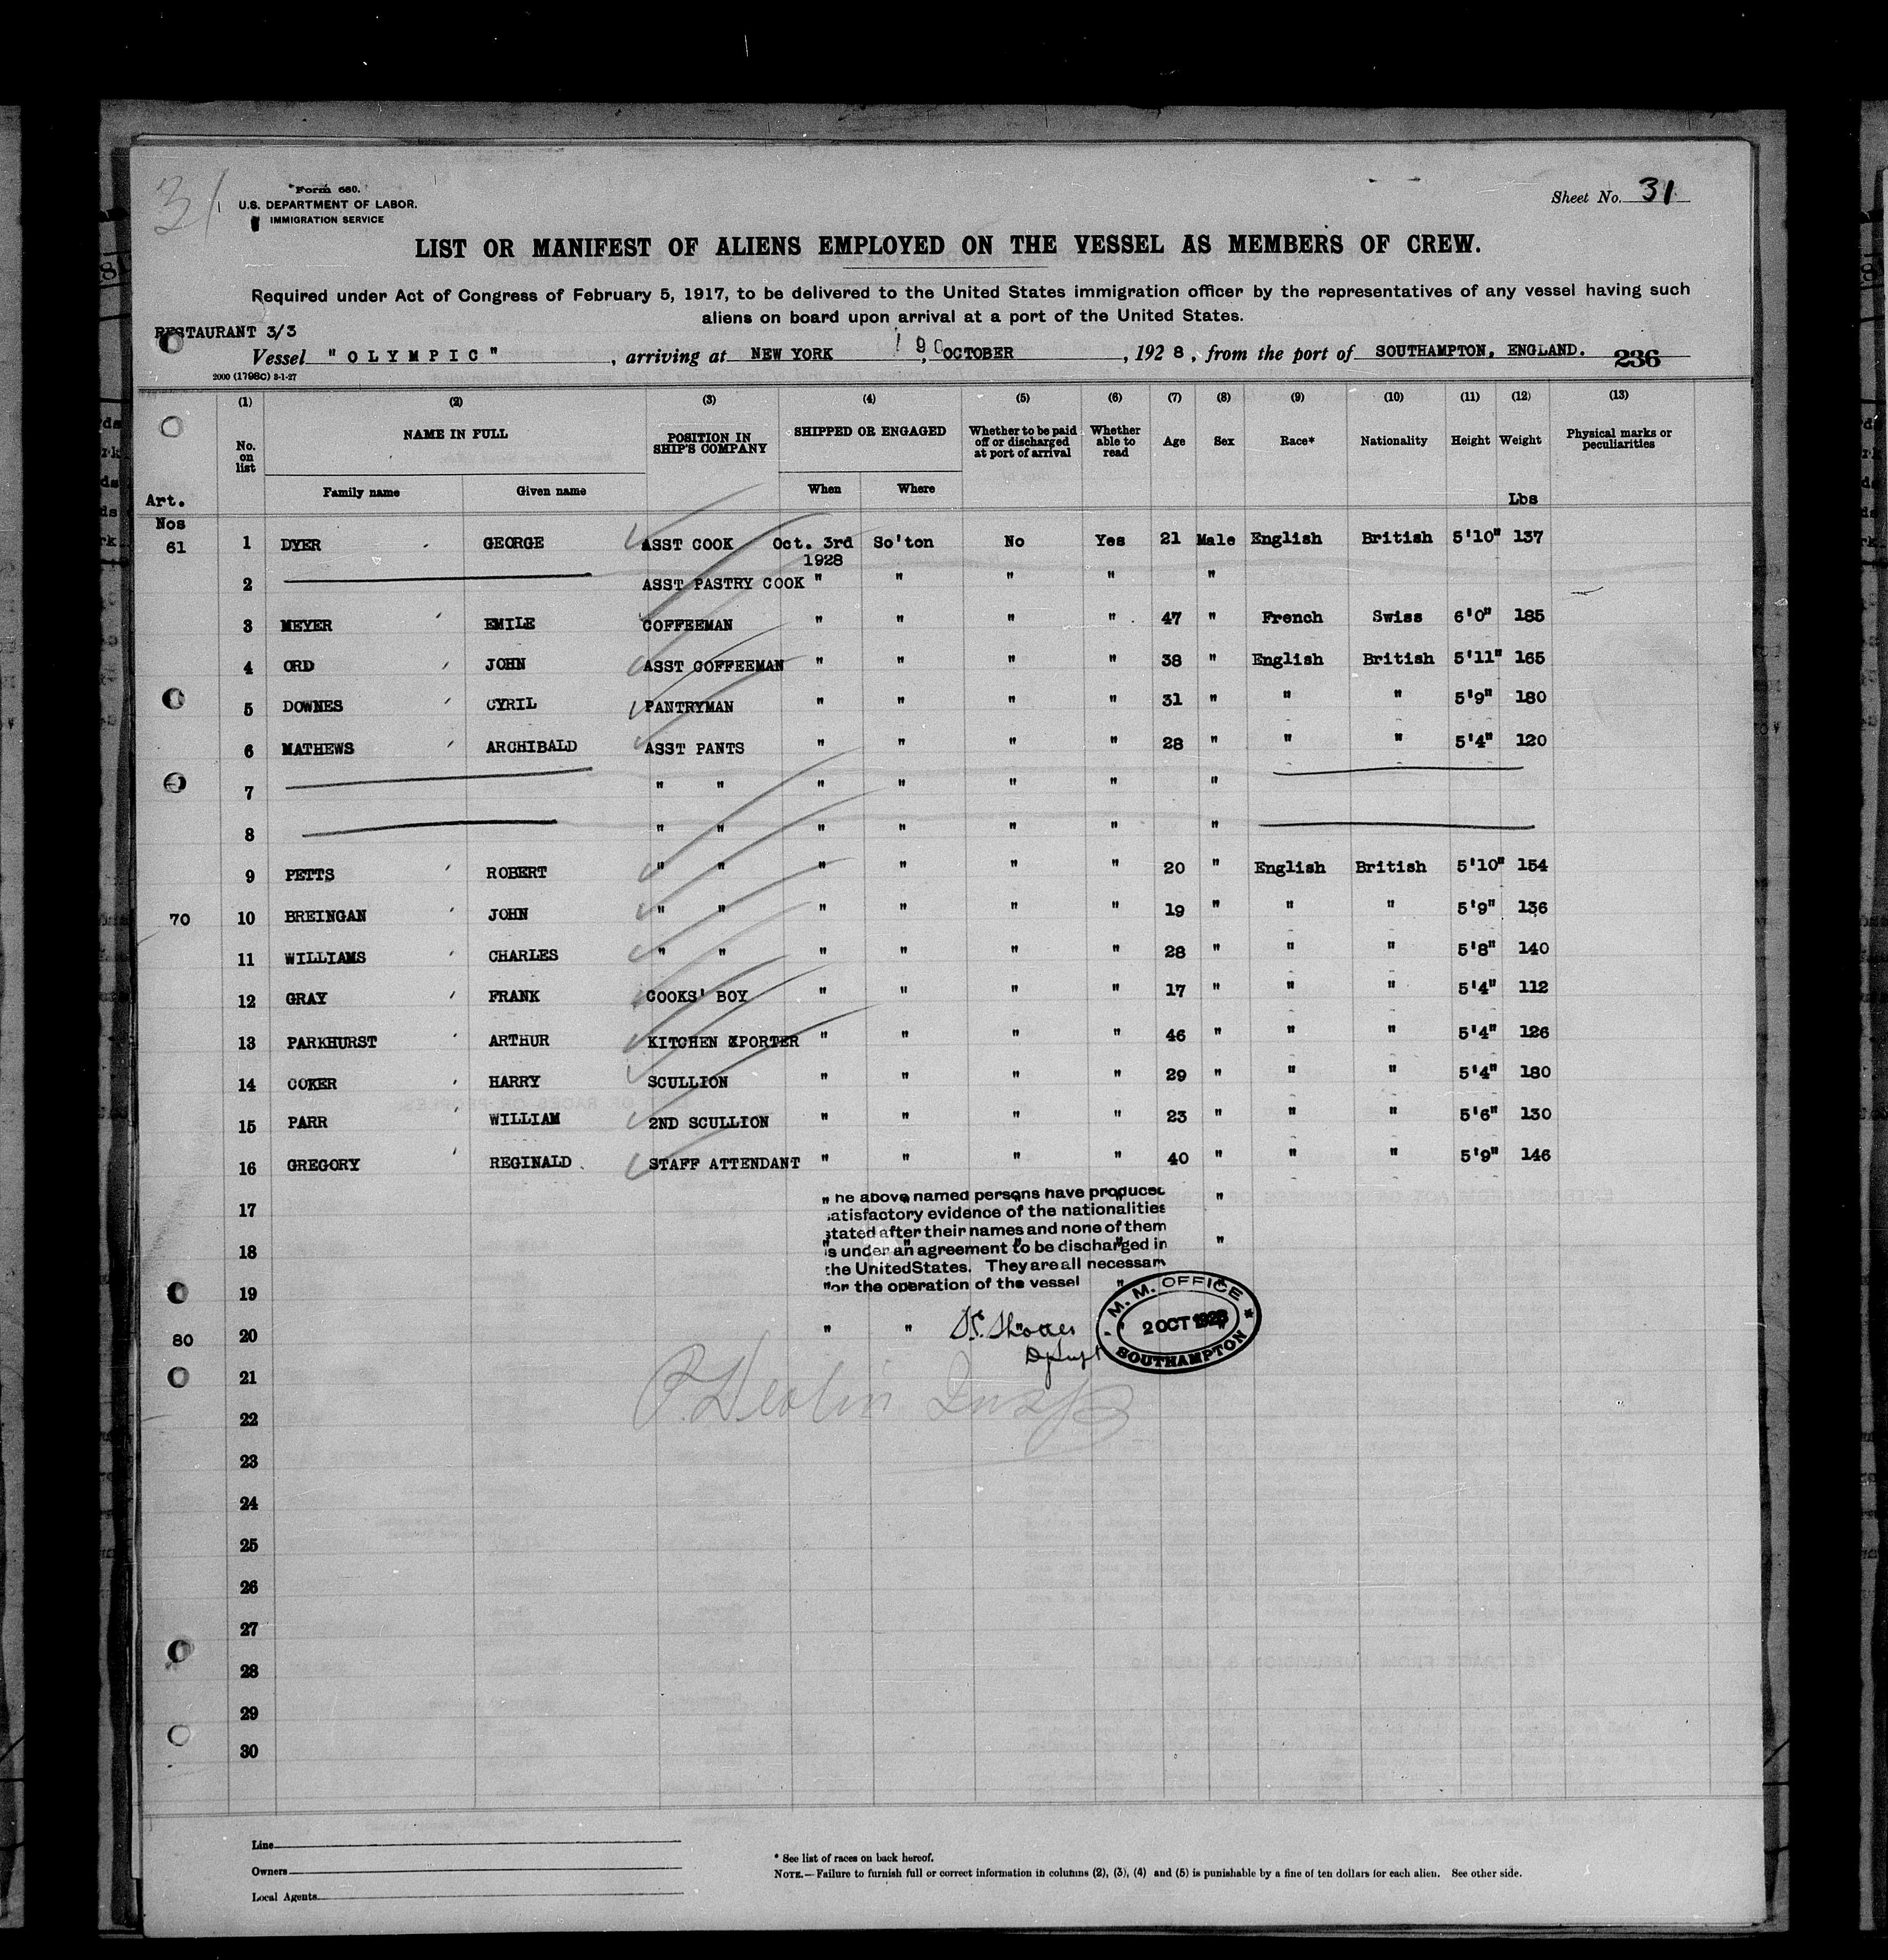 31
Form 680.
U.S. DEPARTMENT OF LABOR.
IMMIGRATION SERVICE
Sheet No. 31
LIST OR MANIFEST OF ALIENS EMPLOYED ON THE VESSEL AS MEMBERS OF CREW.
Required under Act of Congress of February 5, 1917, to be delivered to the United States immigration officer by the representatives of any vessel having such
aliens on board upon arrival at a port of the United States.
RESTAURANT 3/3
Vessel "OLYMPIC", arriving at NEW YORK, OCTOBER, 1928, from the port of SOUTHAMPTON, ENGLAND. 236
2000 (1798C) 8-1-27
(1) (2) (3) (4) (5) (6) (7) (8) (9) (10) (11) (12) (13)
No. on list NAME IN FULL POSITION IN SHIP'S COMPANY SHIPPED OR ENGAGED Whether to be paid off or discharged at port of arrival Whether able to read Age Sex Race* Nationality Height Weight Physical marks or peculiarities
Family name Given name When Where
Art. Lbs
Nos
61 1 DYER GEORGE ASST COOK Oct. 3rd So'ton No Yes 21 Male English British 5'10" 137
1928
2 ASST PASTRY COOK " " " " "
3 MEYER EMILE COFFEEMAN " " " " 47 " French Swiss 6'0" 185
4 ORD JOHN ASST COFFEEMAN " " " " 38 " English British 5'11" 165
5 DOWNES CYRIL PANTRYMAN " " " " 31 " " " 5'9" 180
6 MATHEWS ARCHIBALD ASST PANTS " " " " 28 " " " 5'4" 120
7 " " " " " " "
8 " " " " " " "
9 PETTS ROBERT " " " " " " 20 " English British 5'10" 154
70 10 BREINGAN JOHN " " " " " " 19 " " " 5'9" 136
11 WILLIAMS CHARLES " " " " " " 28 " " " 5'8" 140
12 GRAY FRANK COOKS' BOY " " " " 17 " " " 5'4" 112
13 PARKHURST ARTHUR KITCHEN XPORTER " " " " 46 " " " 5'4" 126
14 COKER HARRY SCULLION " " " " 29 " " " 5'4" 180
15 PARR WILLIAM 2ND SCULLION " " " " 23 " " " 5'6" 130
16 GREGORY REGINALD STAFF ATTENDANT " " " " 40 " " " 5'9" 146
he above named persons have produced
17 atisfactory evidence of the nationalities
stated after their names and none of them
18 is under an agreement to be discharged in
the United States. They are all necessary
19 for the operation of the vessel
M. M. OFFICE
80 20 " " 2 OCT 1928
SOUTHAMPTON
21
22 Insp
23
24
25
26
27
28
29
30
Line
Owners
Local Agents
* See list of races on back hereof.
NOTE.—Failure to furnish full or correct information in columns (2), (3), (4) and (5) is punishable by a fine of ten dollars for each alien. See other side.